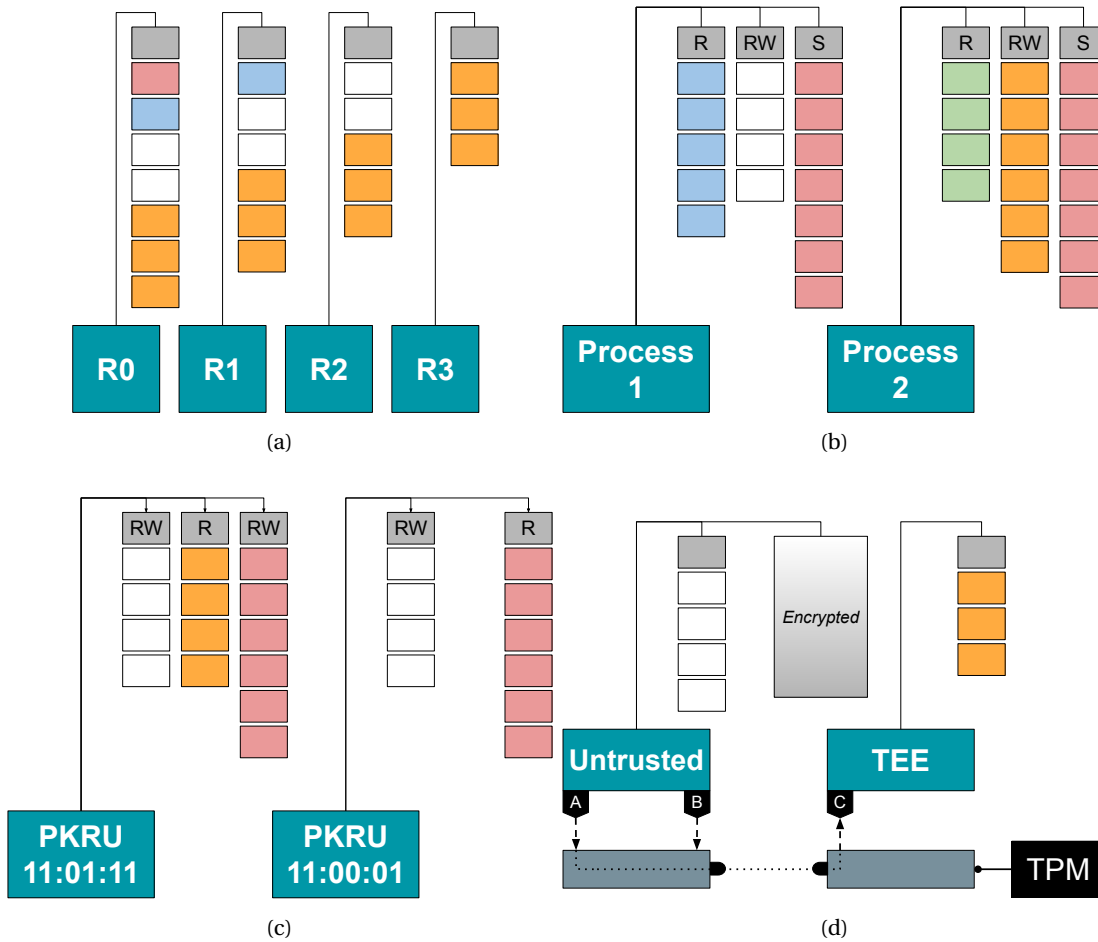 R RW S R RW S
R0 R1 R2 R3
Process
1
Process
2
(a) (b)
RW R RW RW R
Encrypted
Untrusted TEE
A B C
PKRU
11:01:11
PKRU
11:00:01
TPM
(c) (d)